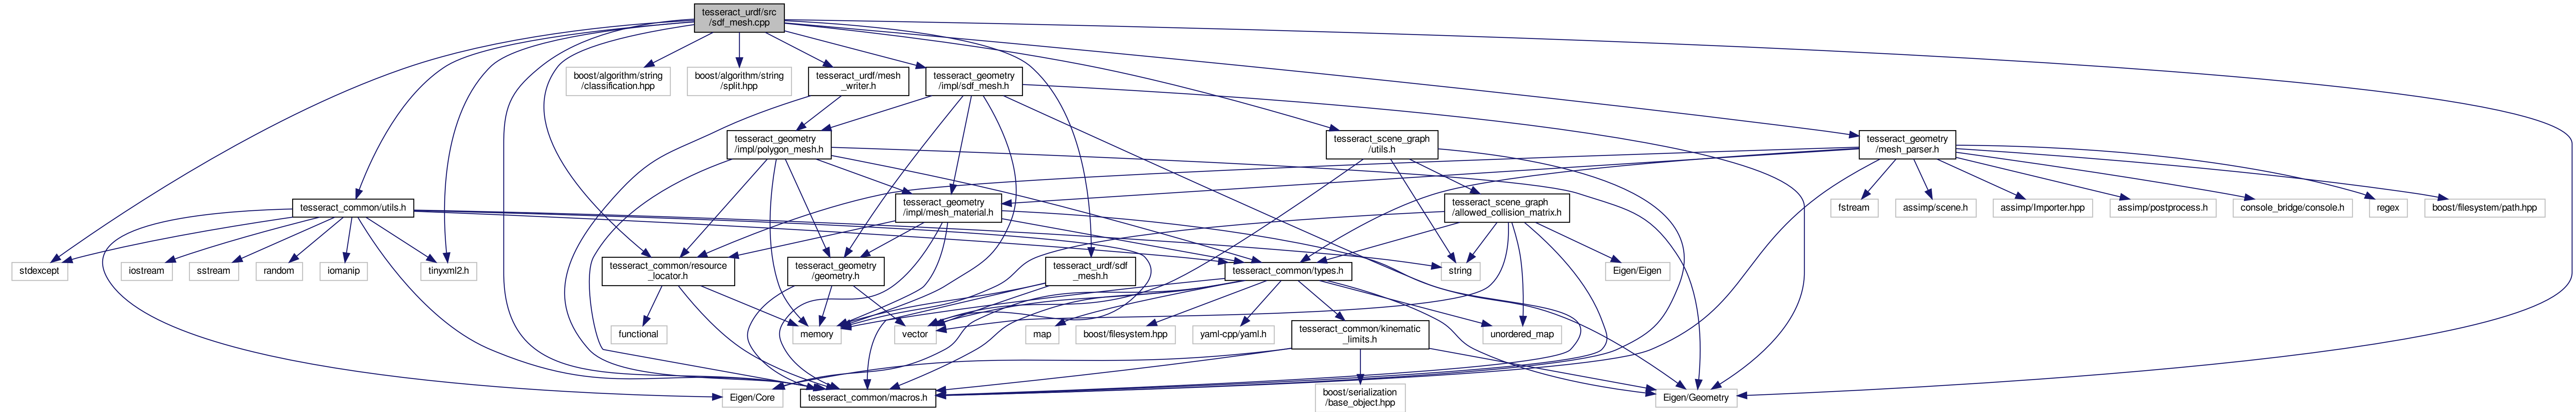 tesseract_urdf/src
/sdf_mesh.cpp
boost/algorithm/string
/classification.hpp
boost/algorithm/string
/split.hpp
tesseract_urdf/mesh
_writer.h
tesseract_geometry
/impl/sdf_mesh.h
tesseract_geometry
/impl/polygon_mesh.h
tesseract_scene_graph
/utils.h
tesseract_geometry
/mesh_parser.h
tesseract_common/utils.h
tesseract_geometry
/impl/mesh_material.h
tesseract_scene_graph
/allowed_collision_matrix.h
fstream
assimp/scene.h
assimp/Importer.hpp
assimp/postprocess.h
console_bridge/console.h
regex
boost/filesystem/path.hpp
stdexcept
iostream
sstream
random
iomanip
tinyxml2.h
tesseract_common/resource
_locator.h
tesseract_geometry
/geometry.h
tesseract_urdf/sdf
_mesh.h
tesseract_common/types.h
string
Eigen/Eigen
functional
memory
vector
map
boost/filesystem.hpp
yaml-cpp/yaml.h
tesseract_common/kinematic
_limits.h
unordered_map
Eigen/Core
tesseract_common/macros.h
boost/serialization
/base_object.hpp
Eigen/Geometry